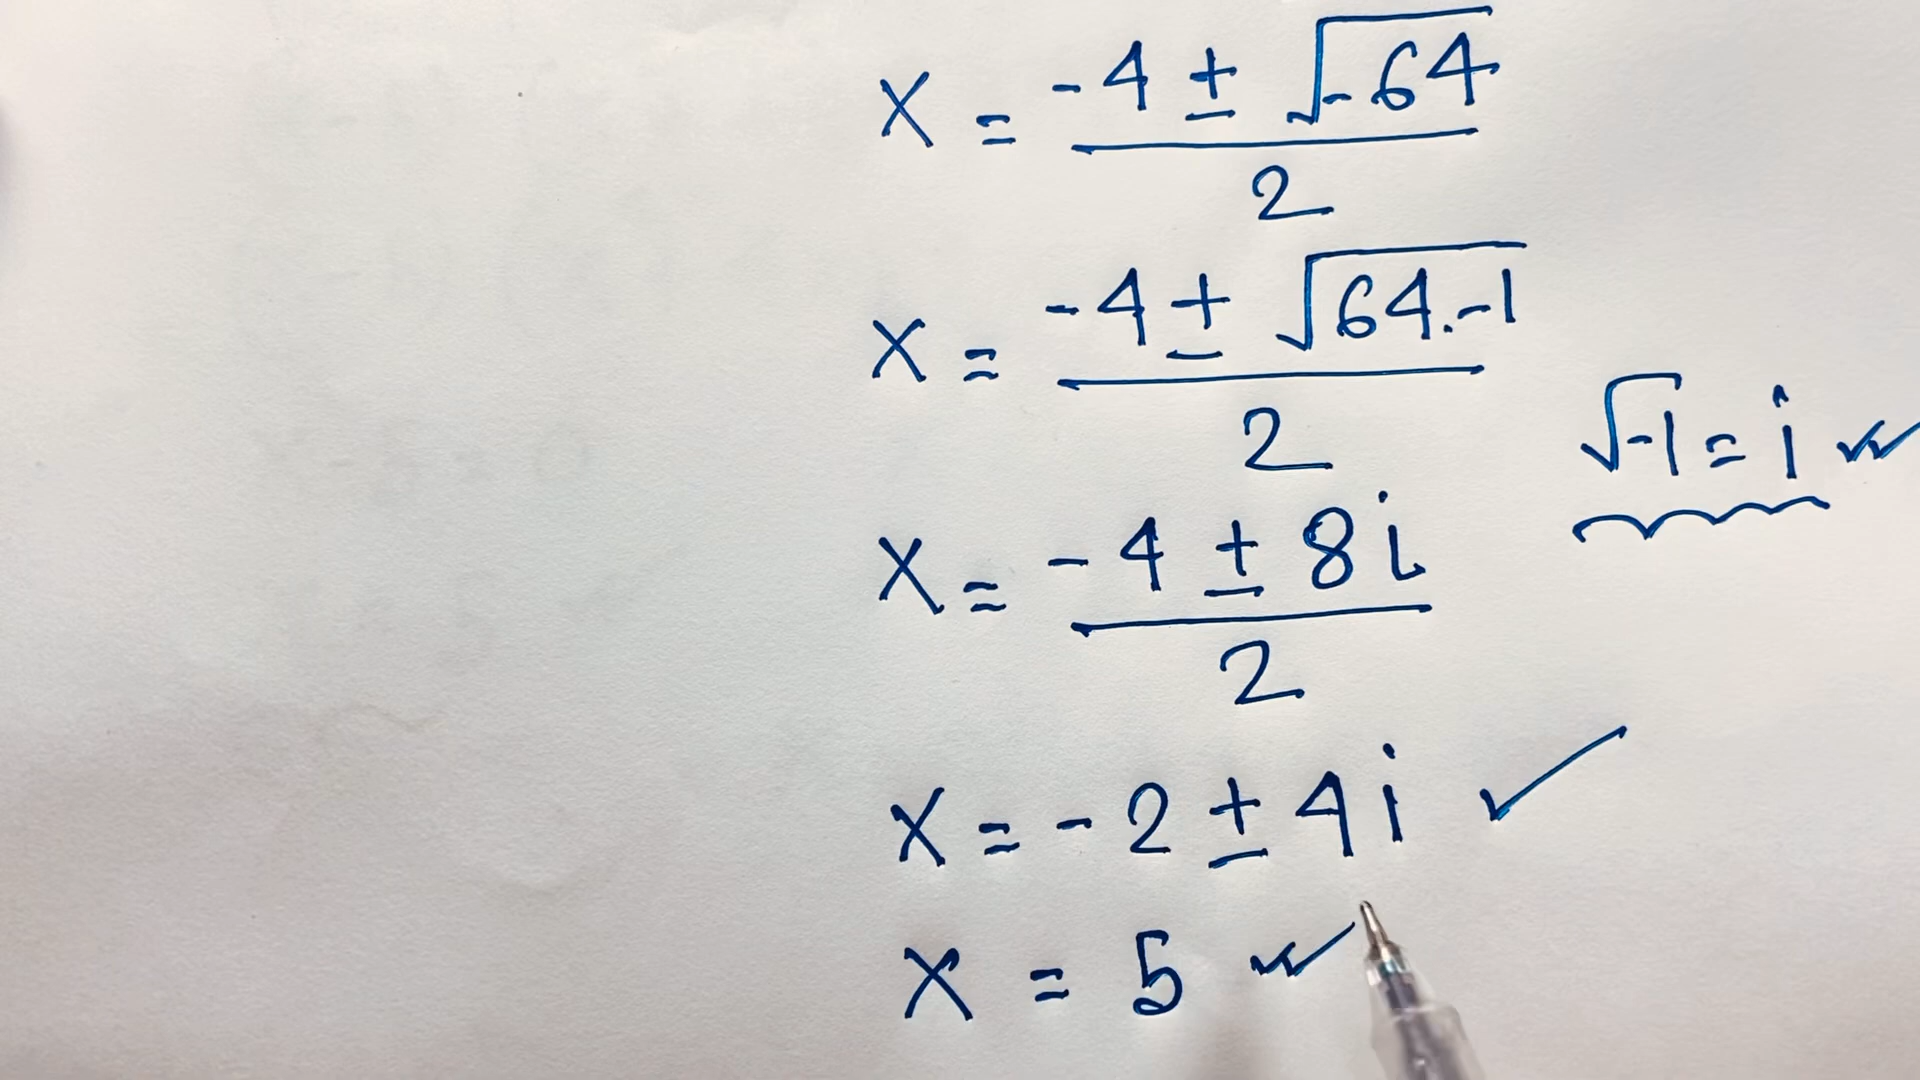 x = (-4 ± √-64) / 2
x = (-4 ± √64.-1) / 2
√-1 = i
x = (-4 ± 8i) / 2
x = -2 ± 4i ✓
x = 5